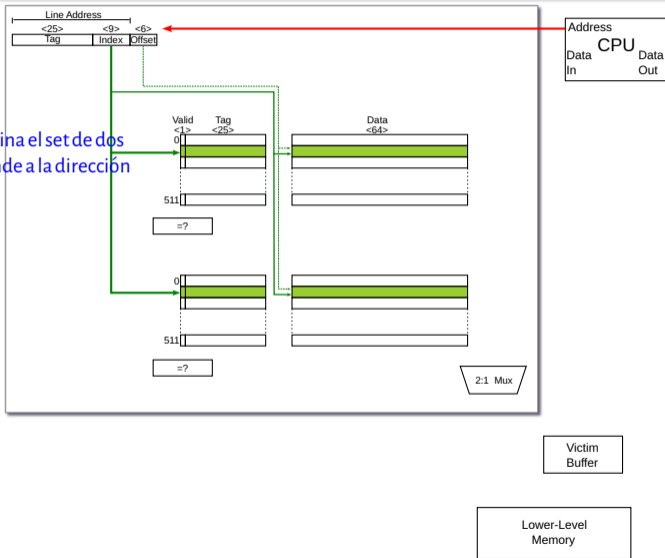 Line Address
<25> <9> <6>
Tag Index Offset
Address
CPU
Data Data
In Out
el set de dos
a la dirección
Valid Tag Data
<1> <25> <64>
0
511
=?
0
511
=?
2:1 Mux
Victim
Buffer
Lower-Level
Memory